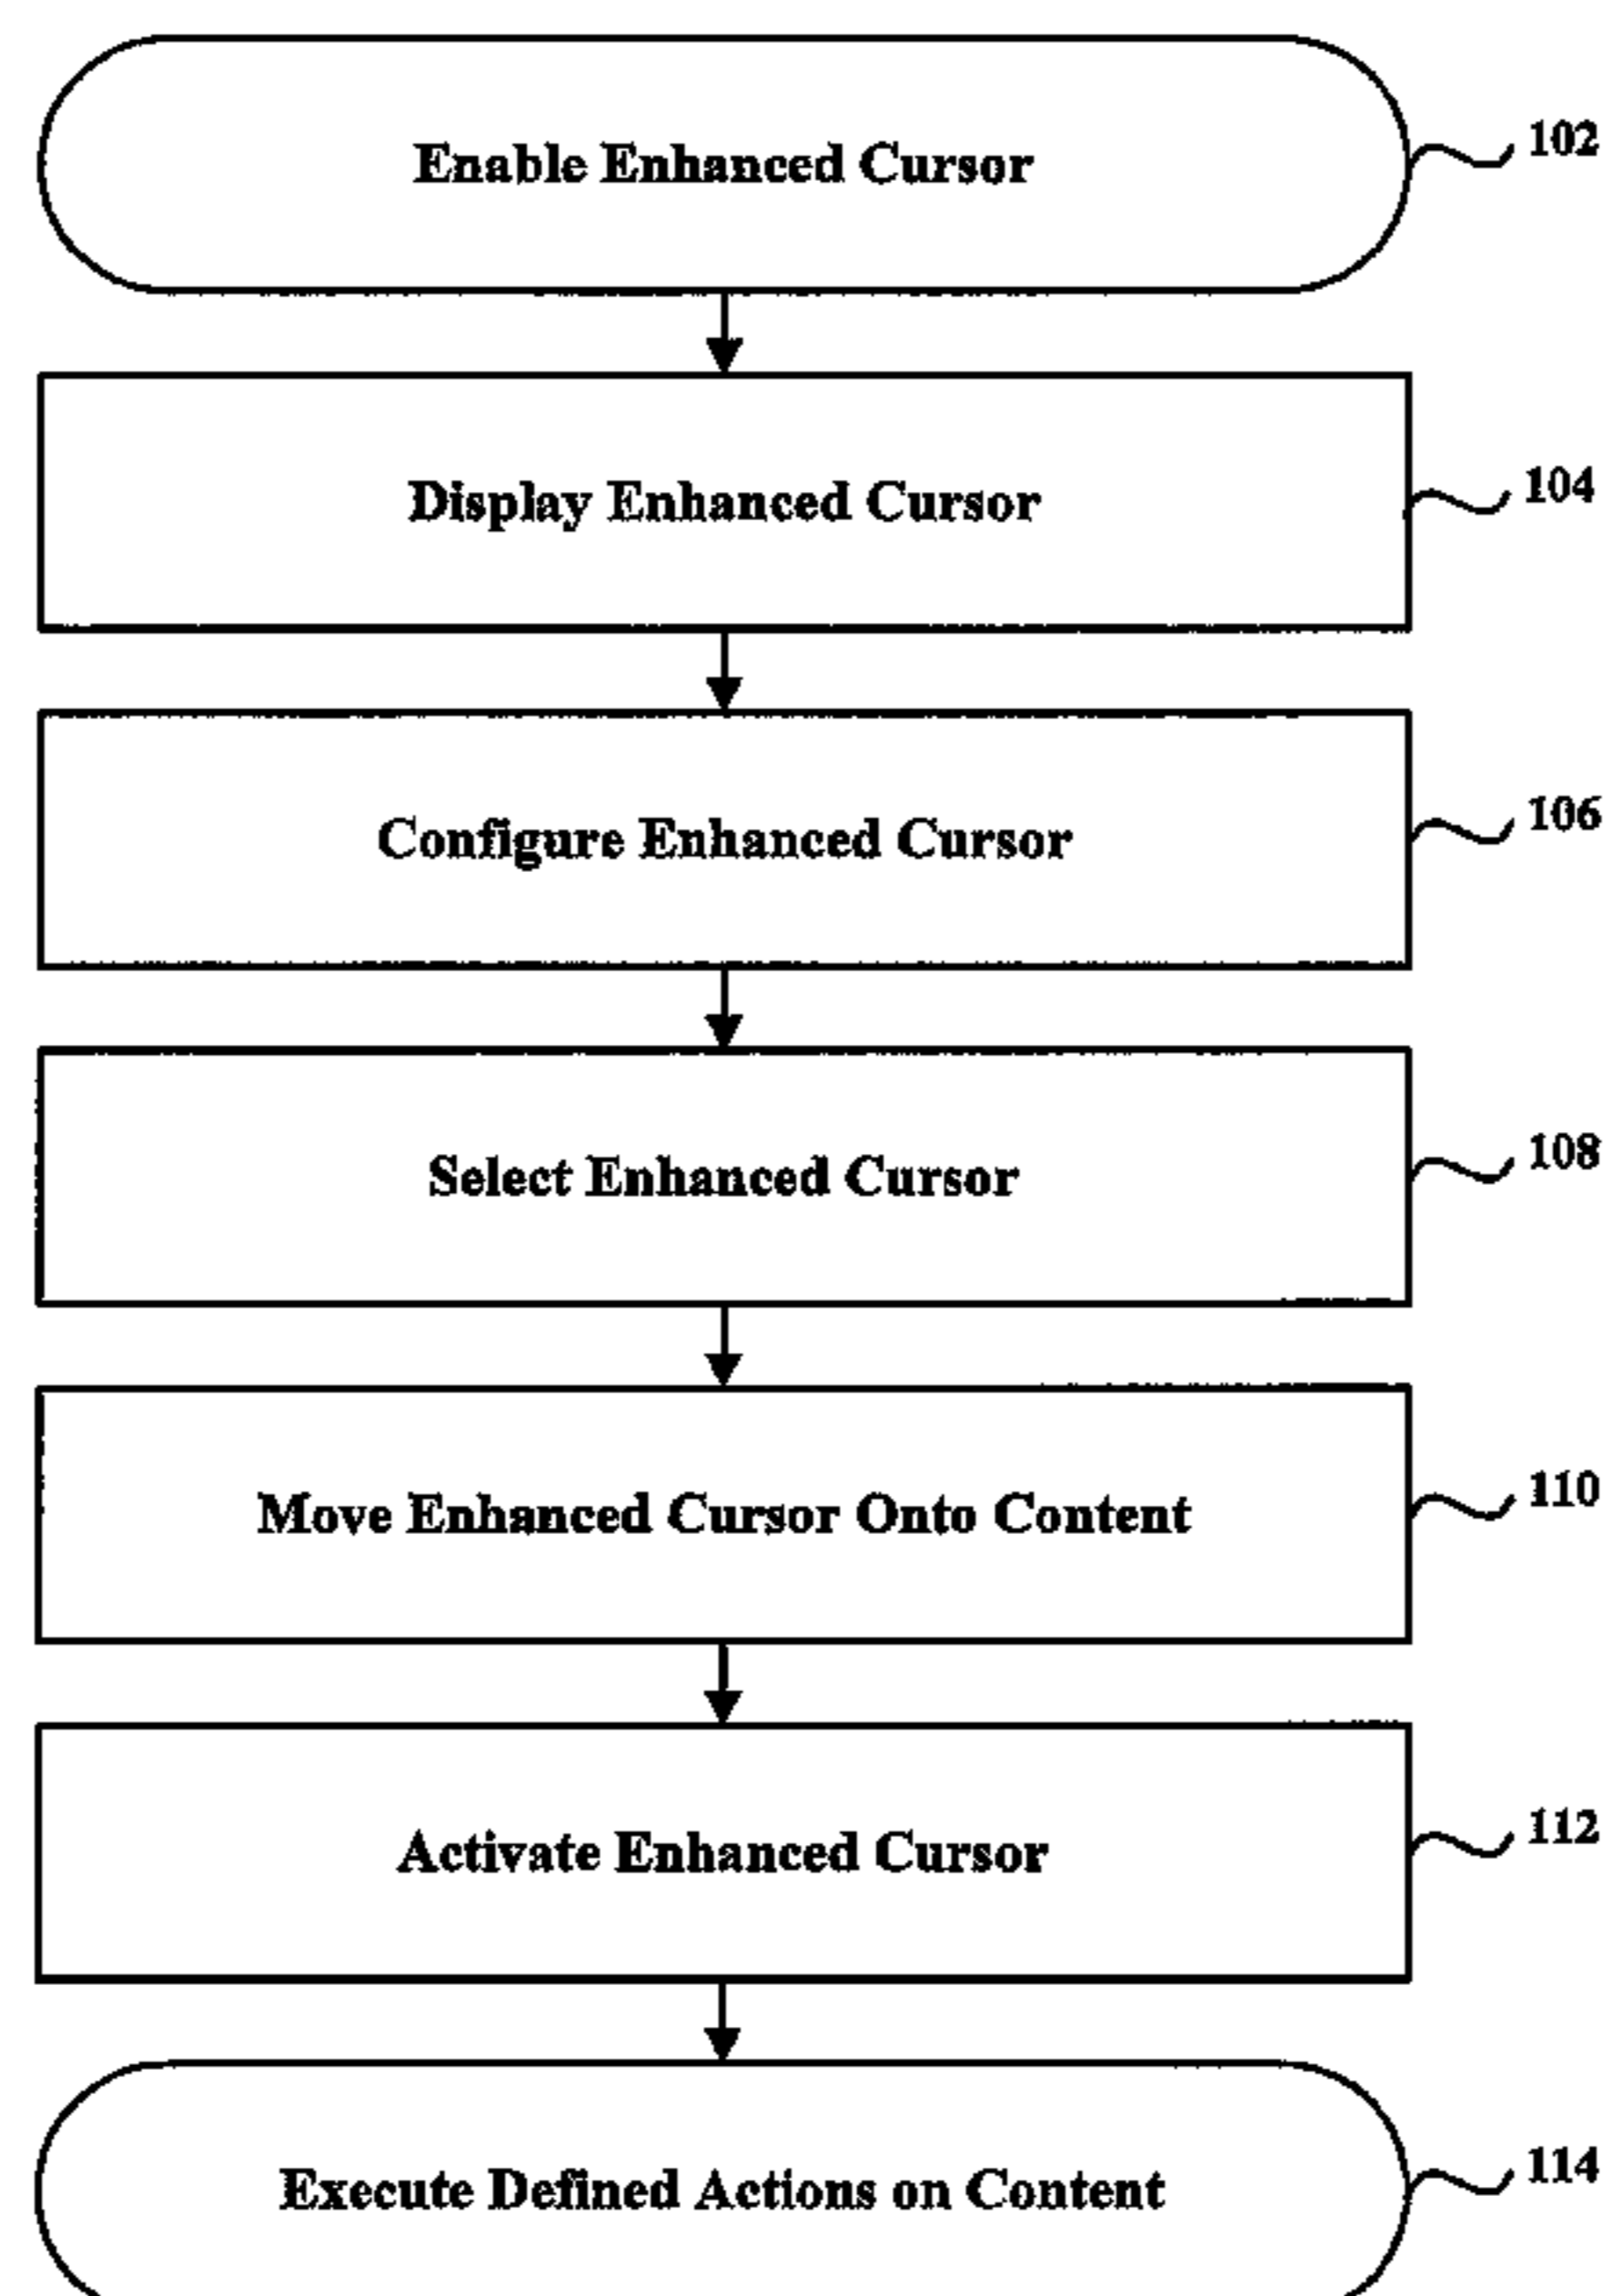 Enable Enhanced Cursor
102
Display Enhanced Cursor
104
Configure Enhanced Cursor
106
Select Enhanced Cursor
108
Move Enhanced Cursor Onto Content
110
Activate Enhanced Cursor
112
Execute Defined Actions on Content
114